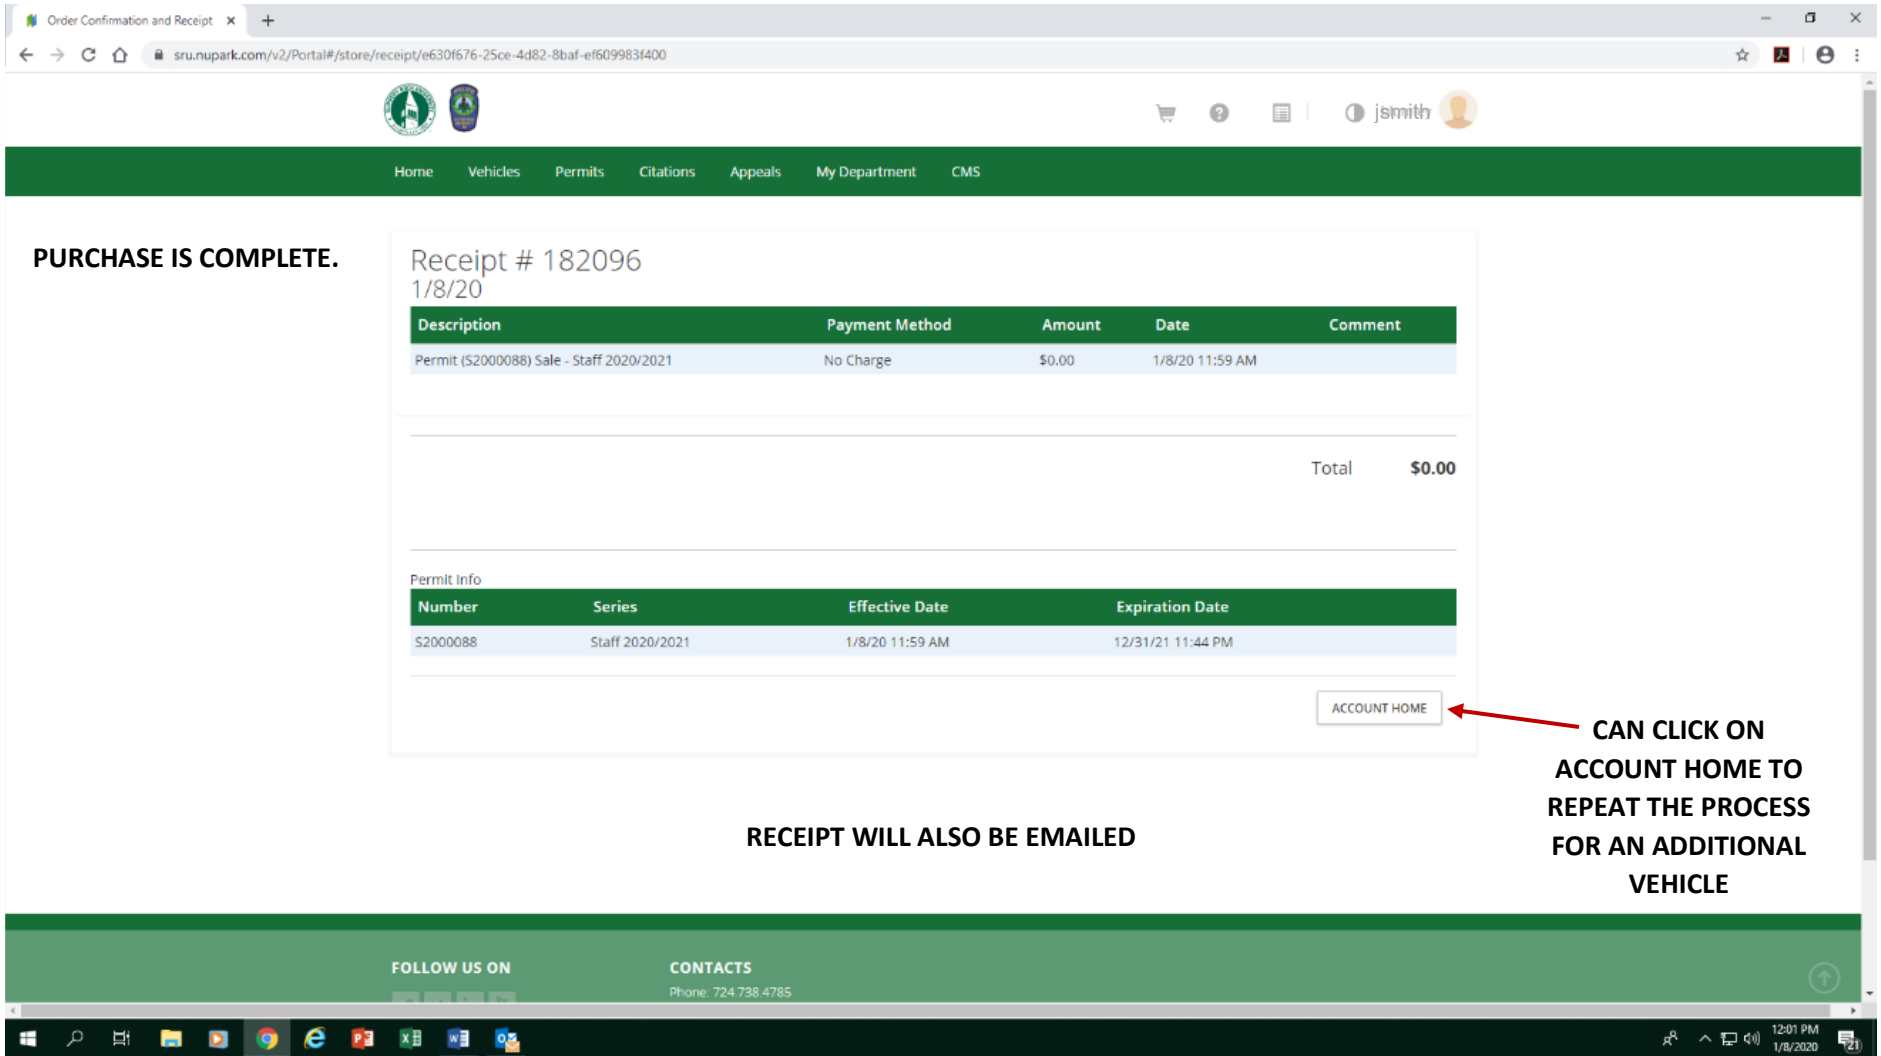 Order Confirmation and Receipt
sru.nupark.com/v2/Portal#/store/receipt/e630f676-25ce-4d82-8baf-ef609983f400
jsmith
Home Vehicles Permits Citations Appeals My Department CMS
PURCHASE IS COMPLETE.
Receipt # 182096
1/8/20
Description Payment Method Amount Date Comment
Permit (S2000088) Sale - Staff 2020/2021 No Charge $0.00 1/8/20 11:59 AM
Total $0.00
Permit Info
Number Series Effective Date Expiration Date
S2000088 Staff 2020/2021 1/8/20 11:59 AM 12/31/21 11:44 PM
ACCOUNT HOME
CAN CLICK ON
ACCOUNT HOME TO
REPEAT THE PROCESS
FOR AN ADDITIONAL
VEHICLE
RECEIPT WILL ALSO BE EMAILED
FOLLOW US ON
CONTACTS
Phone: 724.738.4785
12:01 PM
1/8/2020
21